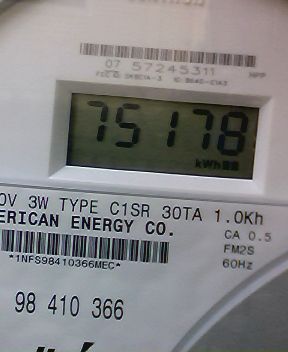 07 57245311
75178
kWh
0V 3W TYPE C1SR 30TA 1.0Kh
ERICAN ENERGY CO.
CA 0.5
FM2S
*1NFS98410366MEC*
60Hz
98 410 366